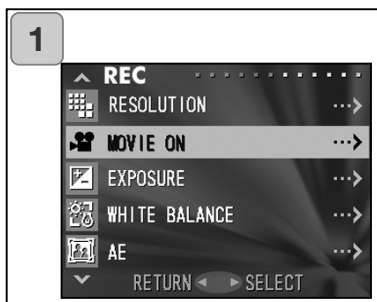 1
REC
RESOLUTION
MOVIE ON
EXPOSURE
WHITE BALANCE
AE
RETURN SELECT